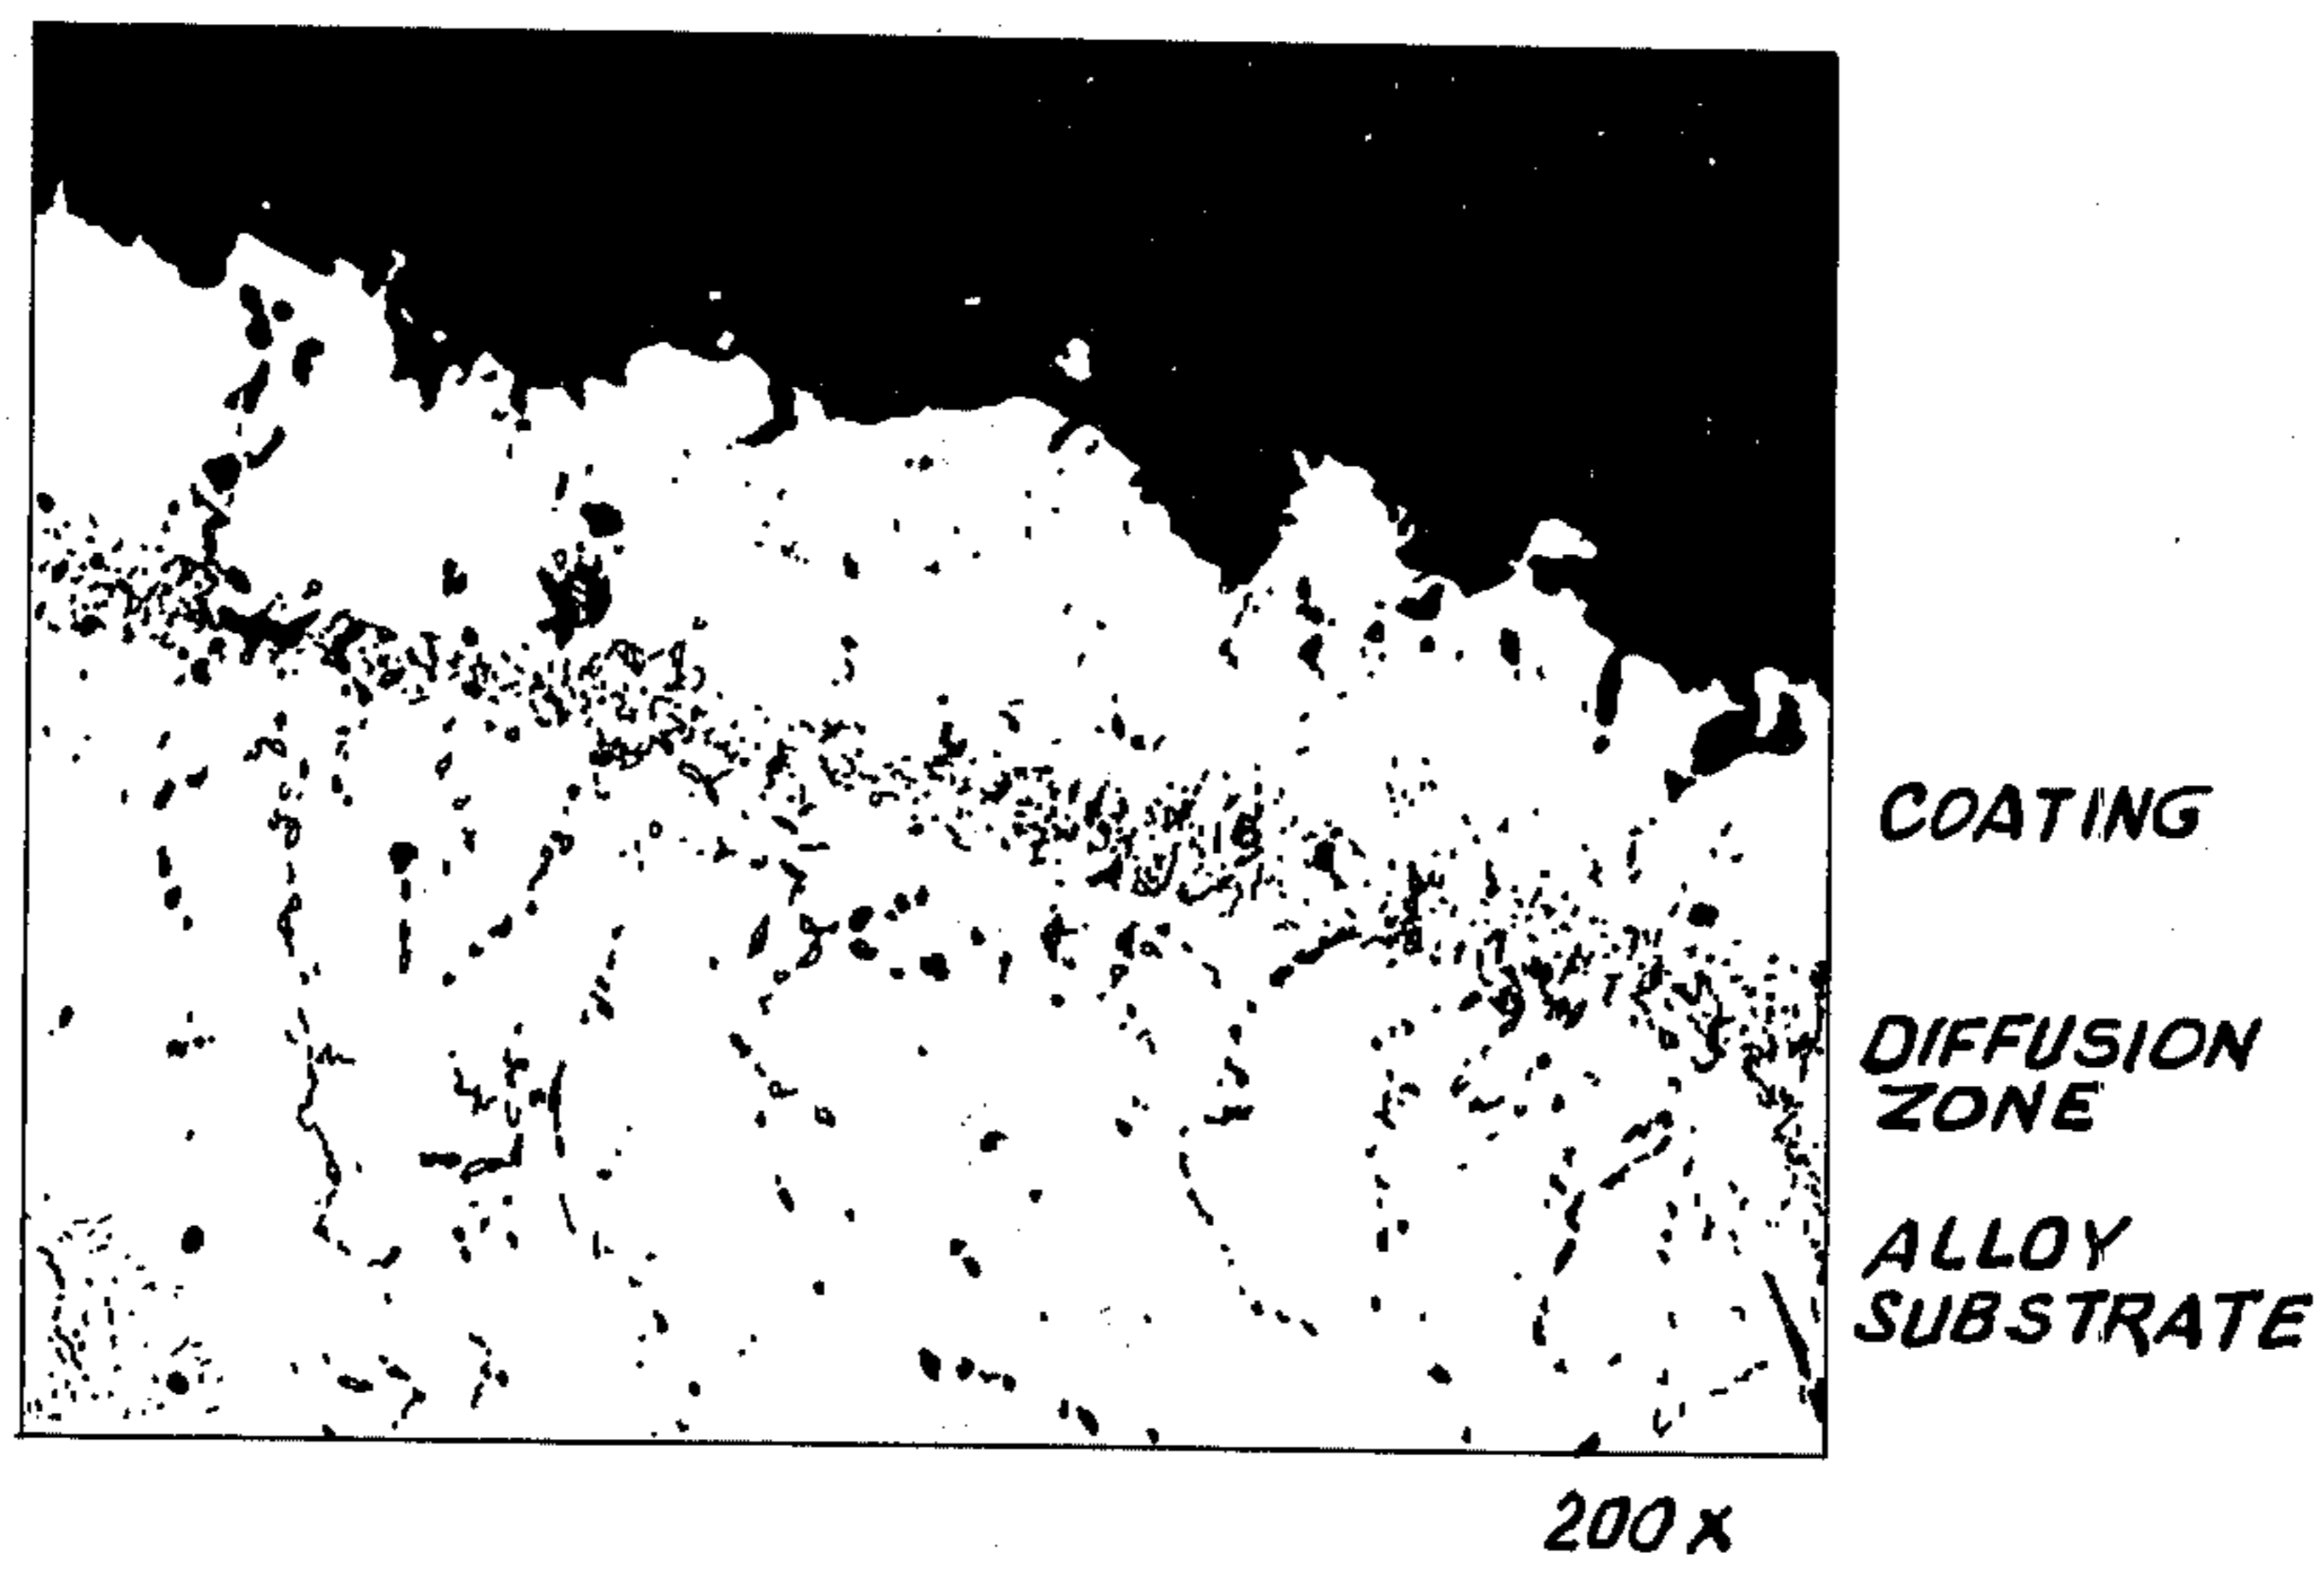 COATING
DIFFUSION
ZONE
ALLOY
SUBSTRATE
200X